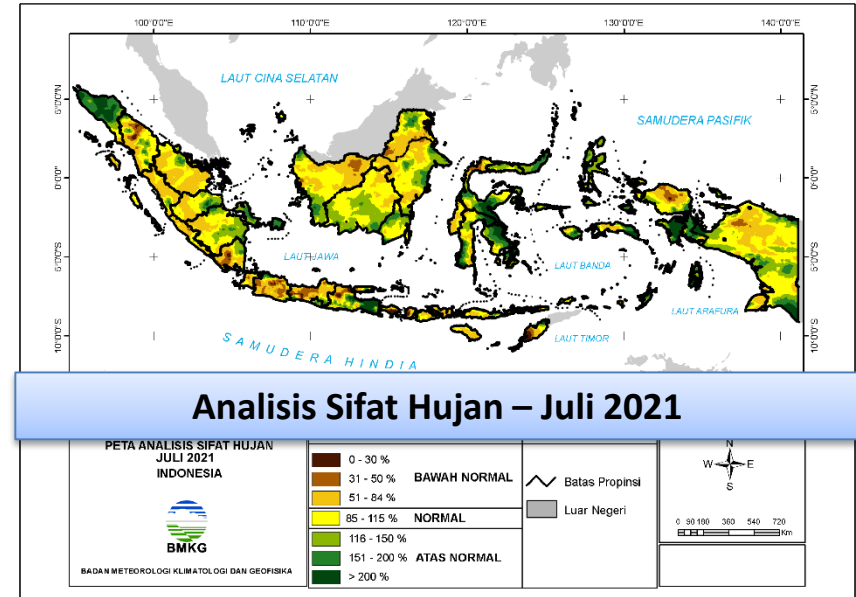 100°0'0"E 110°0'0"E 120°0'0"E 130°0'0"E 140°0'0"E
5°0'0"N
0°0'0"
5°0'0"S
10°0'0"S
LAUT CINA SELATAN
SAMUDERA PASIFIK
LAUT JAWA
LAUT BANDA
LAUT ARAFURA
LAUT TIMOR
SAMUDERA HINDIA
Analisis Sifat Hujan – Juli 2021
PETA ANALISIS SIFAT HUJAN
JULI 2021
INDONESIA
BMKG
BADAN METEOROLOGI KLIMATOLOGI DAN GEOFISIKA
0 - 30 %
31 - 50 % BAWAH NORMAL
51 - 84 %
85 - 115 % NORMAL
116 - 150 %
151 - 200 % ATAS NORMAL
> 200 %
Batas Propinsi
Luar Negeri
N
W E
S
0 90 180 360 540 720
Km